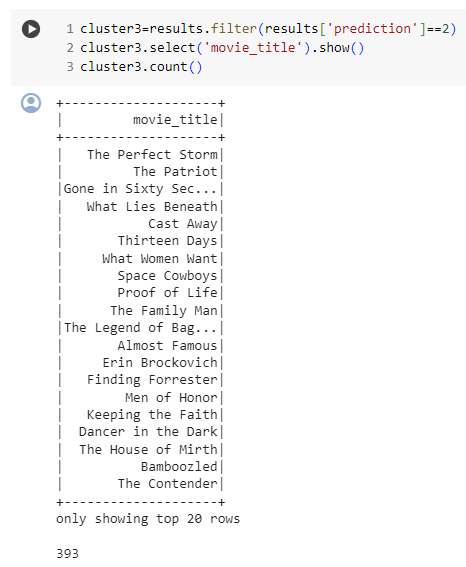 1 cluster3=results.filter(results['prediction']==2)
2 cluster3.select('movie_title').show()
3 cluster3.count()
+--------------------+
|         movie_title|
+--------------------+
|   The Perfect Storm|
|         The Patriot|
|Gone in Sixty Sec...|
|   What Lies Beneath|
|           Cast Away|
|       Thirteen Days|
|     What Women Want|
|       Space Cowboys|
|       Proof of Life|
|      The Family Man|
|The Legend of Bag...|
|       Almost Famous|
|     Erin Brockovich|
|   Finding Forrester|
|        Men of Honor|
|   Keeping the Faith|
|  Dancer in the Dark|
|  The House of Mirth|
|          Bamboozled|
|       The Contender|
+--------------------+
only showing top 20 rows
393